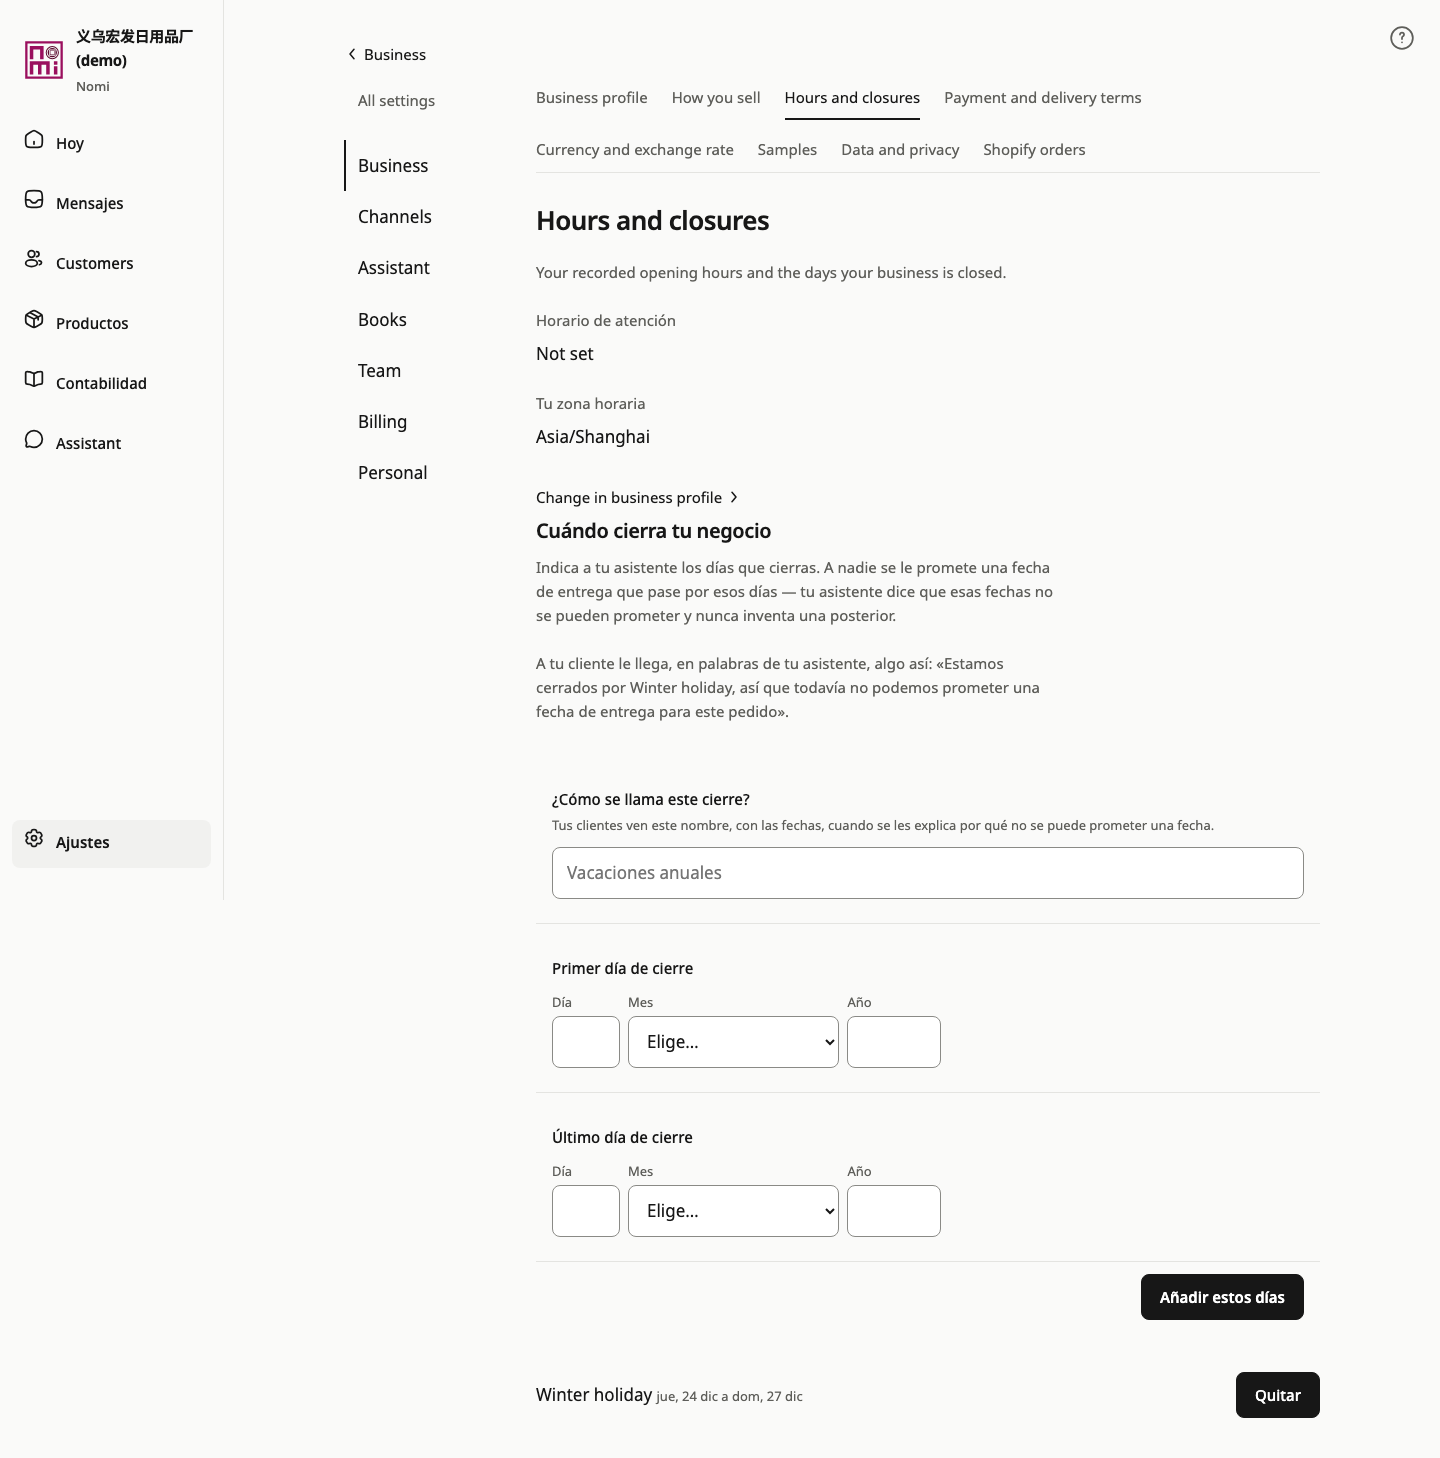 义乌宏发日用品厂
(demo)
Nomi
Hoy
Mensajes
Customers
Productos
Contabilidad
Assistant
Ajustes
Business
All settings
Business
Channels
Assistant
Books
Team
Billing
Personal
Business profile How you sell Hours and closures Payment and delivery terms
Currency and exchange rate Samples Data and privacy Shopify orders
Hours and closures
Your recorded opening hours and the days your business is closed.
Horario de atención
Not set
Tu zona horaria
Asia/Shanghai
Change in business profile
Cuándo cierra tu negocio
Indica a tu asistente los días que cierras. A nadie se le promete una fecha
de entrega que pase por esos días — tu asistente dice que esas fechas no
se pueden prometer y nunca inventa una posterior.
A tu cliente le llega, en palabras de tu asistente, algo así: «Estamos
cerrados por Winter holiday, así que todavía no podemos prometer una
fecha de entrega para este pedido».
¿Cómo se llama este cierre?
Tus clientes ven este nombre, con las fechas, cuando se les explica por qué no se puede prometer una fecha.
Vacaciones anuales
Primer día de cierre
Día Mes Año
Elige...
Último día de cierre
Día Mes Año
Elige...
Añadir estos días
Winter holiday jue, 24 dic a dom, 27 dic
Quitar